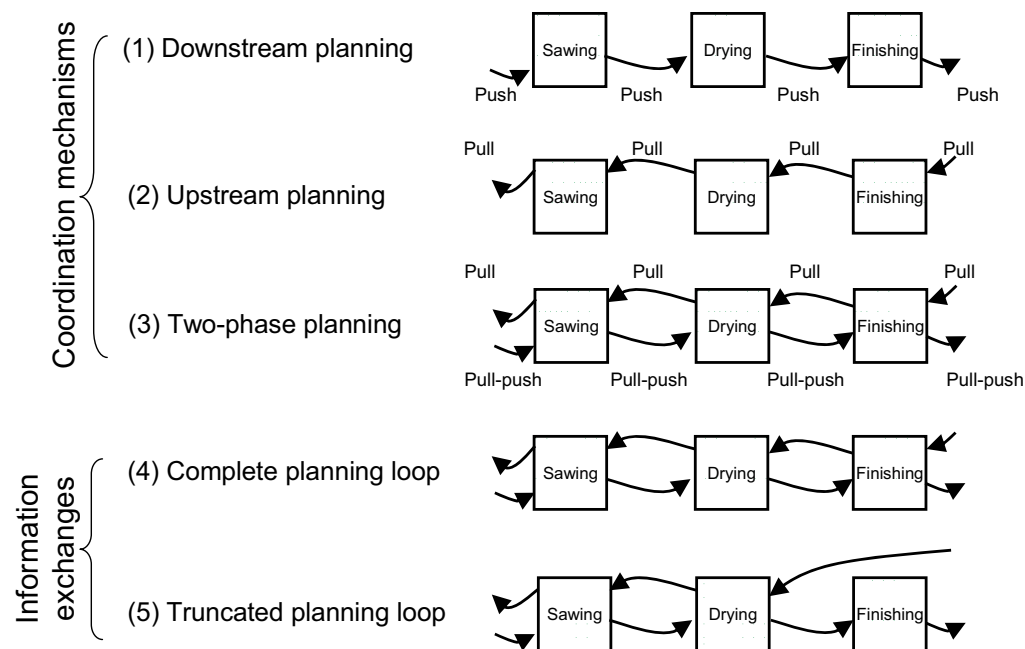 Coordination mechanisms
(1) Downstream planning
Sawing
Drying
Finishing
Push
Push
Push
Push
(2) Upstream planning
Pull
Pull
Pull
Pull
Sawing
Drying
Finishing
(3) Two-phase planning
Pull
Pull
Pull
Pull
Sawing
Drying
Finishing
Pull-push
Pull-push
Pull-push
Pull-push
Information
exchanges
(4) Complete planning loop
Sawing
Drying
Finishing
(5) Truncated planning loop
Sawing
Drying
Finishing